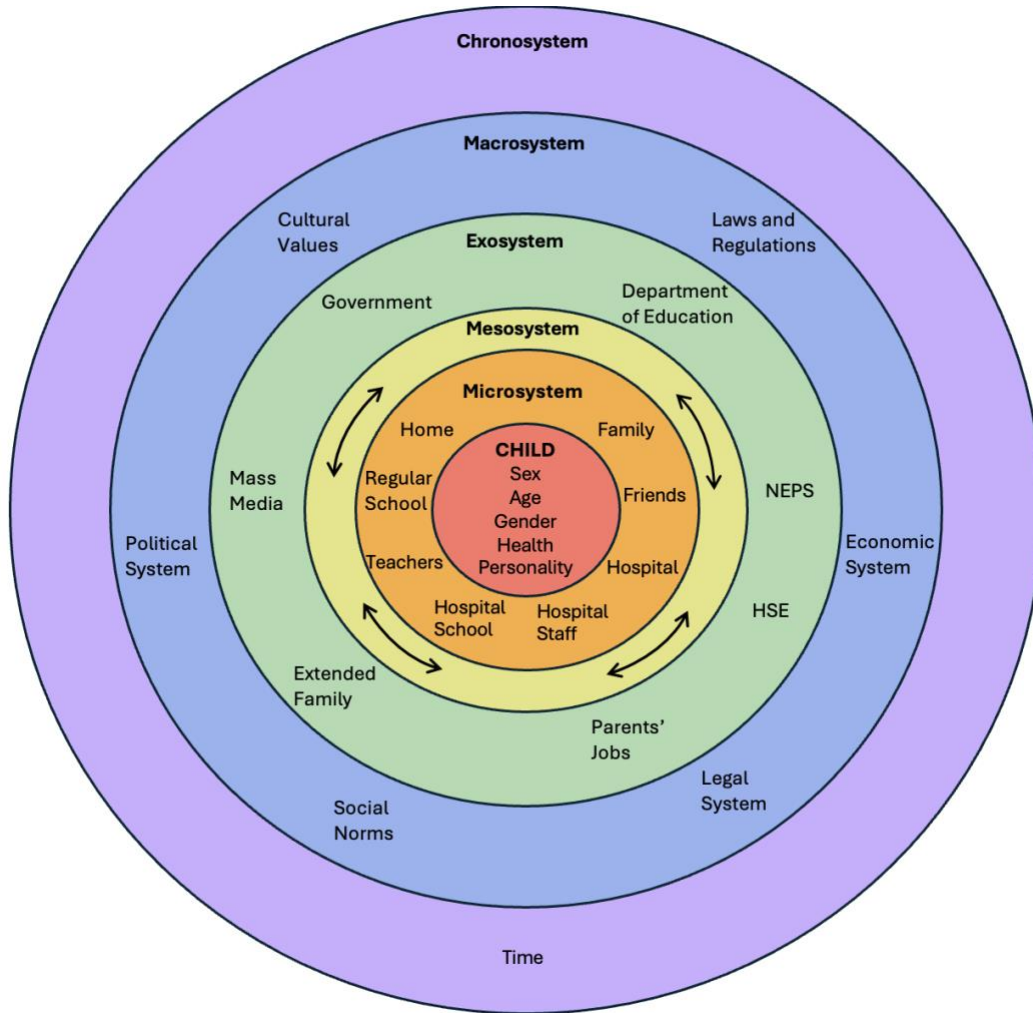 Chronosystem
Macrosystem
Cultural
Values
Laws and
Regulations
Exosystem
Government
Department
of Education
Mesosystem
Microsystem
Home
Family
CHILD
Sex
Age
Gender
Health
Personality
Regular
School
Friends
Teachers
Hospital
Hospital
School
Hospital
Staff
Mass
Media
NEPS
Political
System
Economic
System
HSE
Extended
Family
Parents’
Jobs
Legal
System
Social
Norms
Time